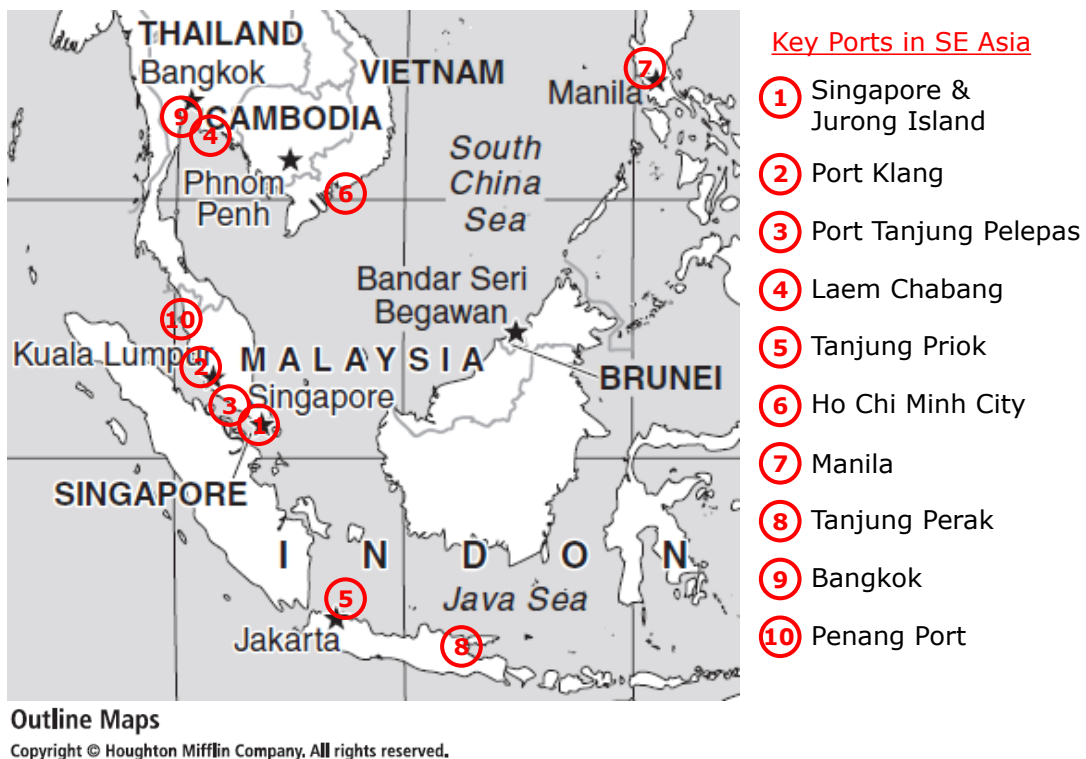 THAILAND
Bangkok
VIETNAM
CAMBODIA
Phnom
Penh
Manila
South
China
Sea
Bandar Seri
Begawan
Kuala Lumpur
MALAYSIA
Singapore
BRUNEI
SINGAPORE
INDON
Java Sea
Jakarta
7
9
4
6
10
2
3
1
5
8
Key Ports in SE Asia
1 Singapore &
Jurong Island
2 Port Klang
3 Port Tanjung Pelepas
4 Laem Chabang
5 Tanjung Priok
6 Ho Chi Minh City
7 Manila
8 Tanjung Perak
9 Bangkok
10 Penang Port
Outline Maps
Copyright © Houghton Mifflin Company. All rights reserved.